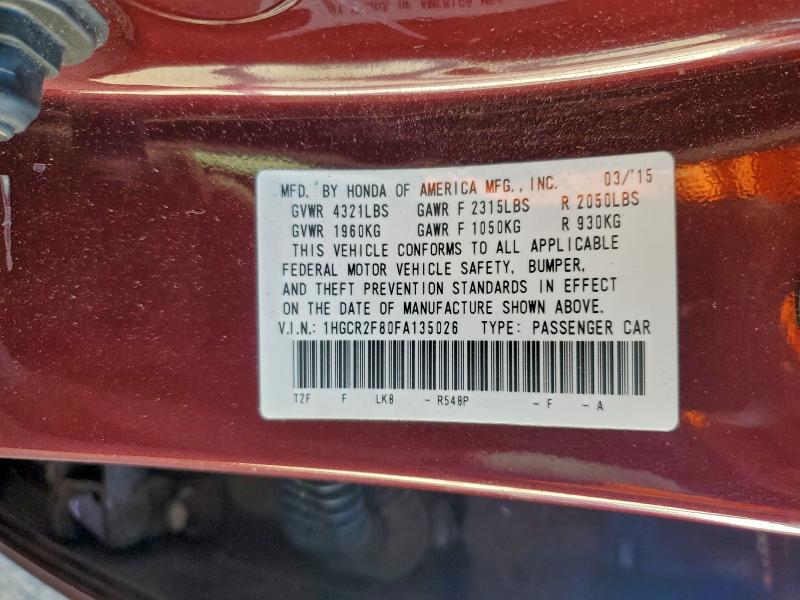 MFD. BY HONDA OF AMERICA MFG., INC. 03/'15
GVWR 4321LBS GAWR F 2315LBS R 2050LBS
GVWR 1960KG GAWR F 1050KG R 930KG
THIS VEHICLE CONFORMS TO ALL APPLICABLE
FEDERAL MOTOR VEHICLE SAFETY, BUMPER,
AND THEFT PREVENTION STANDARDS IN EFFECT
ON THE DATE OF MANUFACTURE SHOWN ABOVE.
V.I.N.: 1HGCR2F80FA135026 TYPE: PASSENGER CAR
T2F F LK8 - R548P - F - A